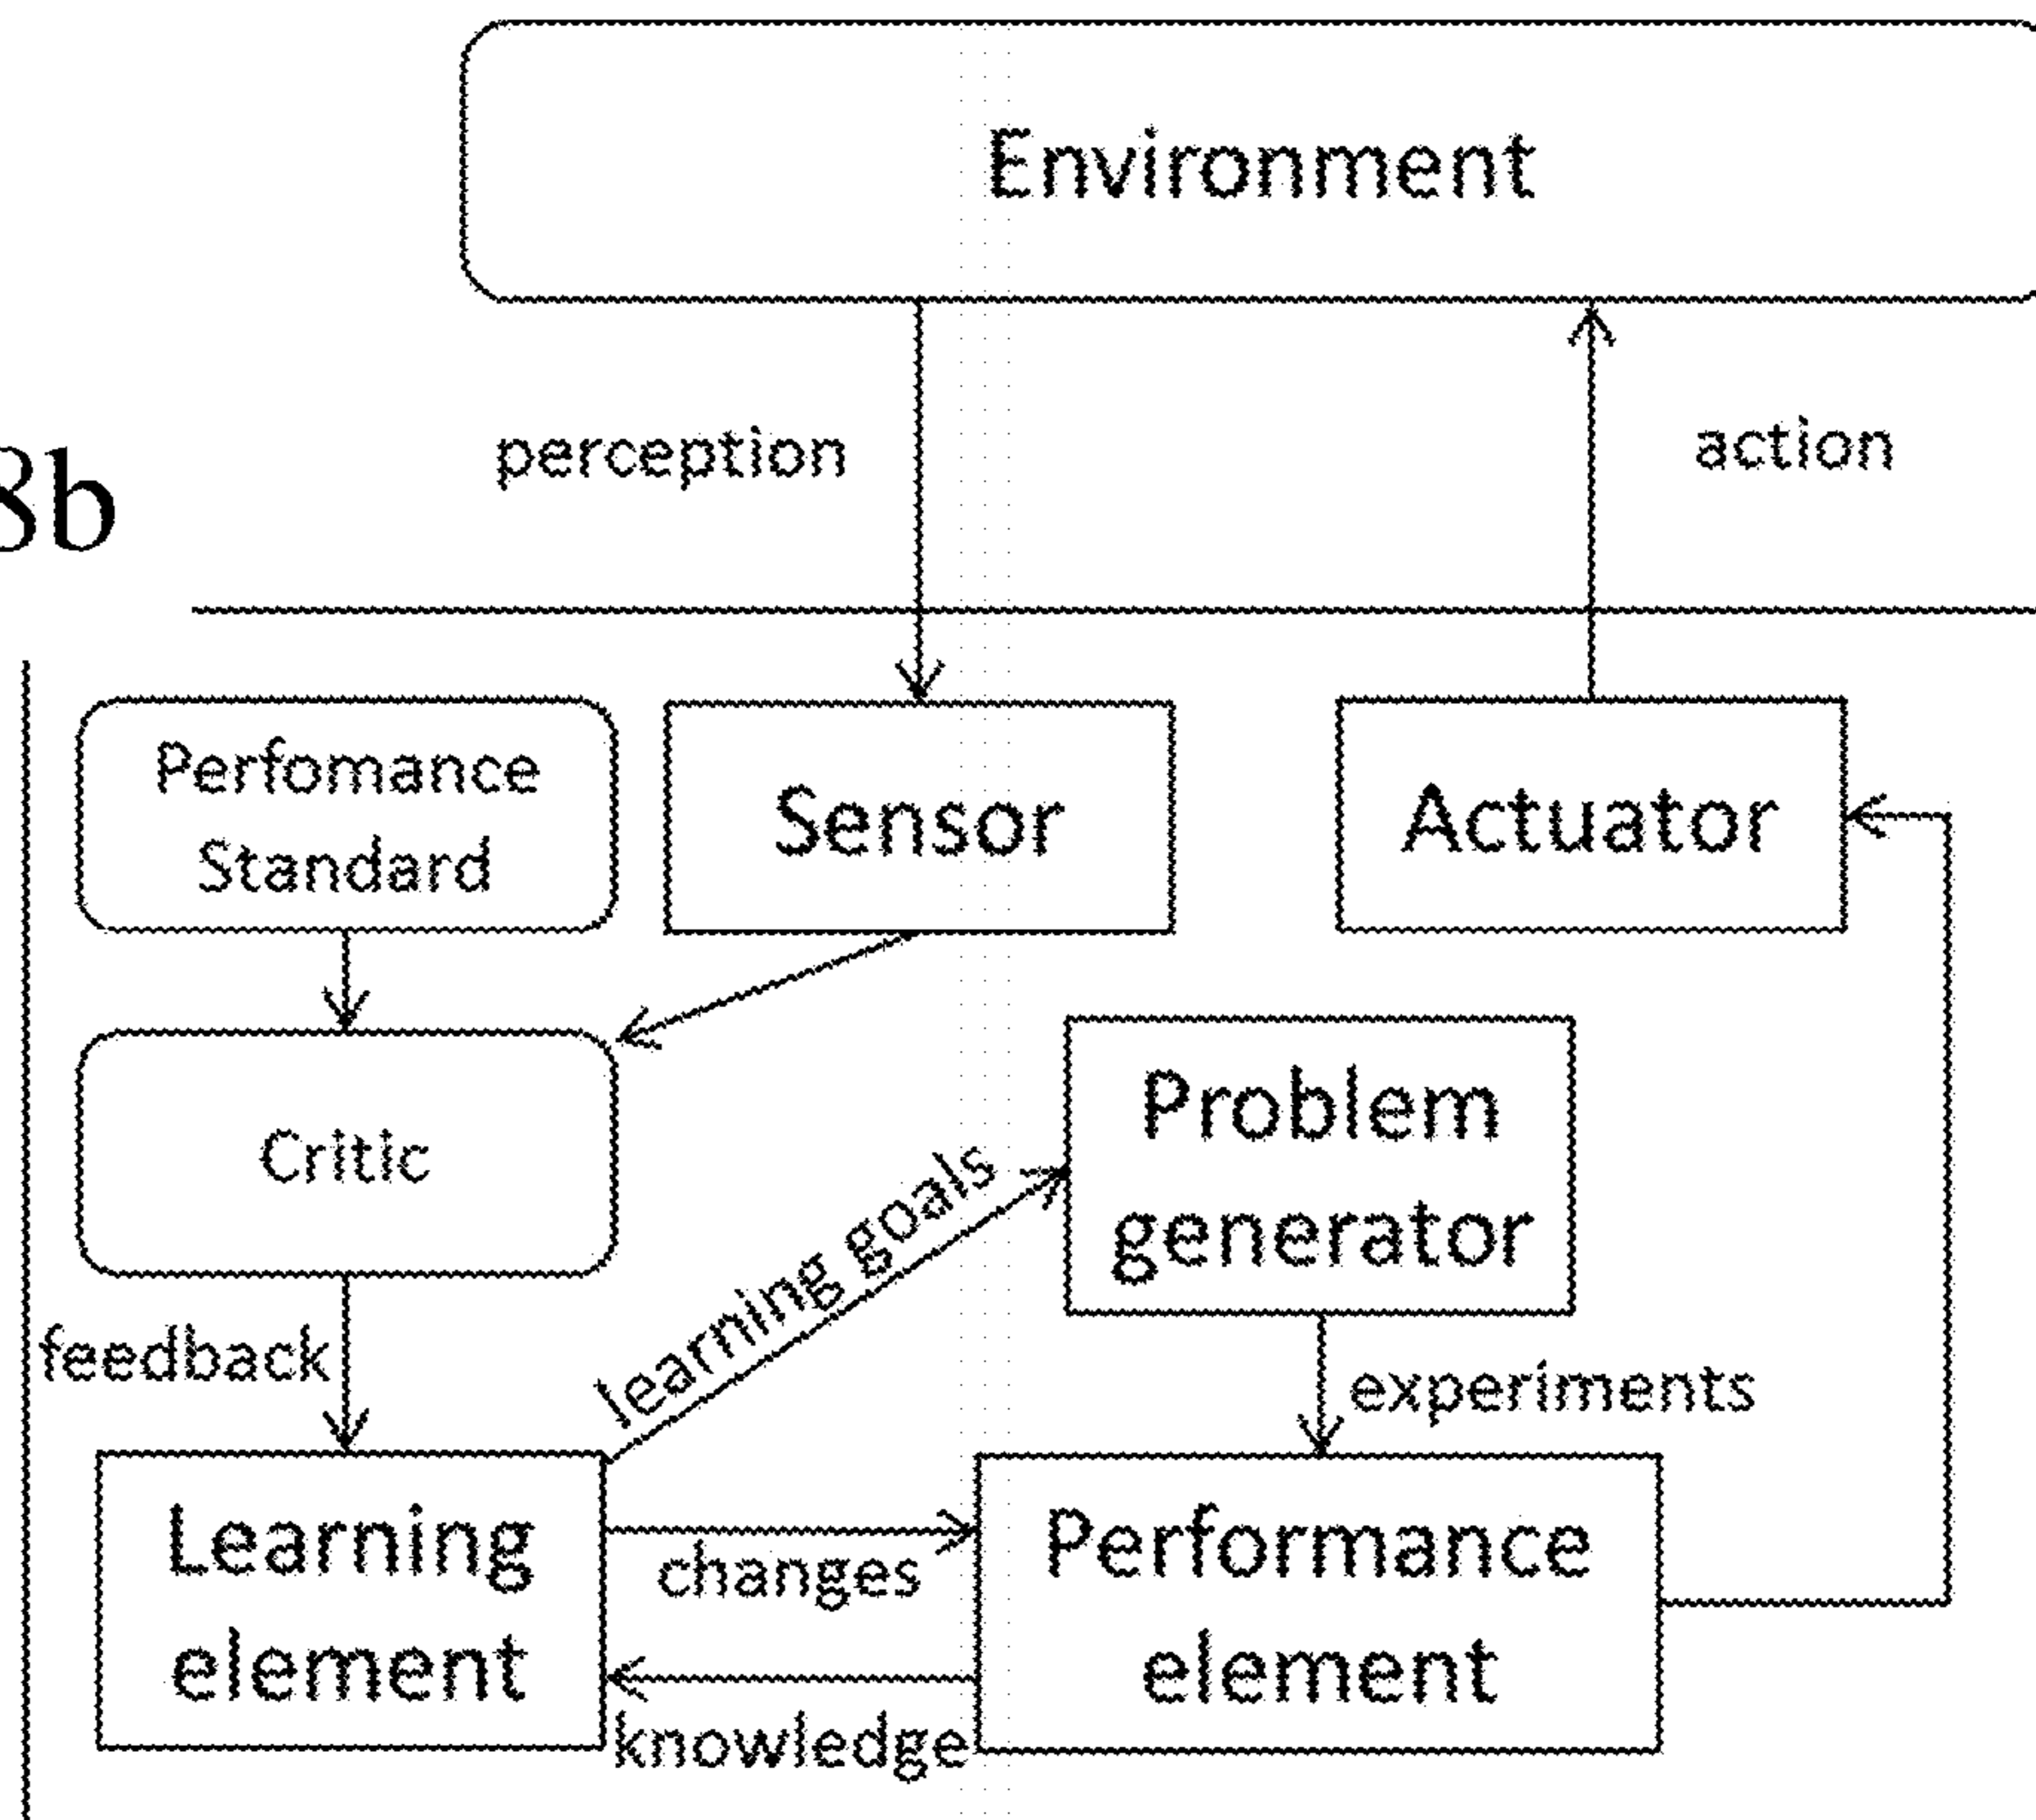 Environment
perception
action
8b
Perfomance
Standard
Sensor
Actuator
Critic
Problem
generator
learning goals
feedback
experiments
Learning
element
changes
knowledge
Performance
element